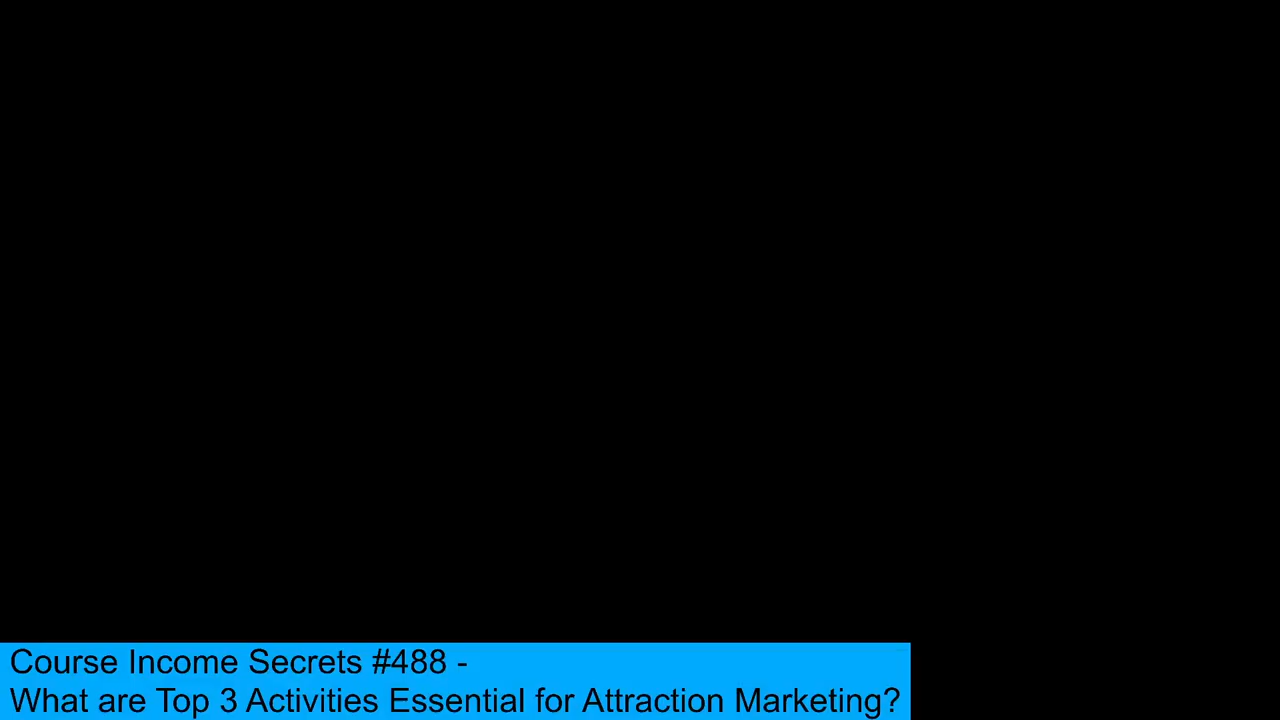 Course Income Secrets #488 -
What are Top 3 Activities Essential for Attraction Marketing?